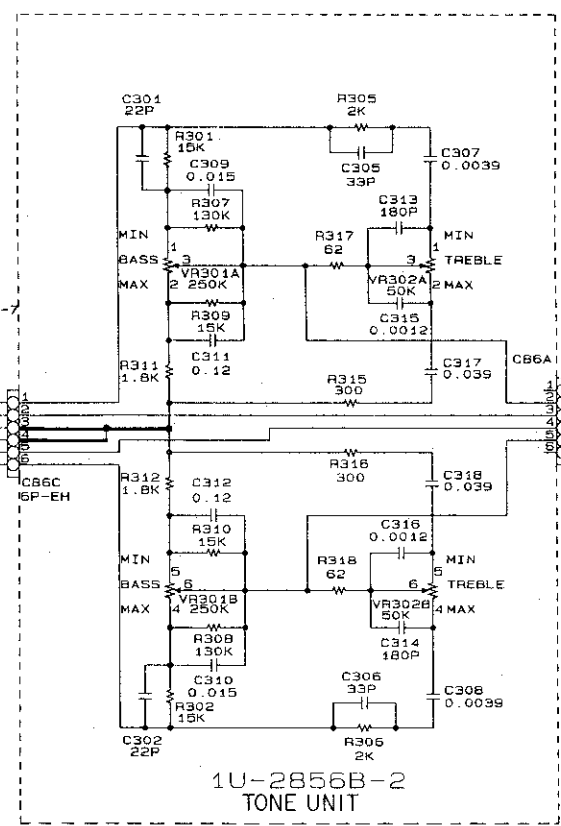 C301
22P
R305
2K
R301
15K
C305
33P
C307
0.0039
C309
0.015
R307
130K
C313
180P
MIN
1
BASS
3
MAX
2
VR301A
250K
R317
62
MIN
1
3
TREBLE
VR302A
50K
2
MAX
R309
15K
C315
0.0012
-7
C311
0.12
R311
1.8K
C317
0.039
C86A
R315
300
1
2
3
4
5
6
1
2
3
4
5
6
C86C
6P-EH
R312
1.8K
C312
0.12
R316
300
C318
0.039
R310
15K
C316
0.0012
MIN
5
BASS
6
MAX
4
VR301B
250K
R318
62
MIN
5
6
TREBLE
VR302B
50K
4
MAX
R308
130K
C314
180P
C310
0.015
C306
33P
C308
0.0039
R302
15K
C302
22P
R306
2K
1U-2856B-2
TONE UNIT